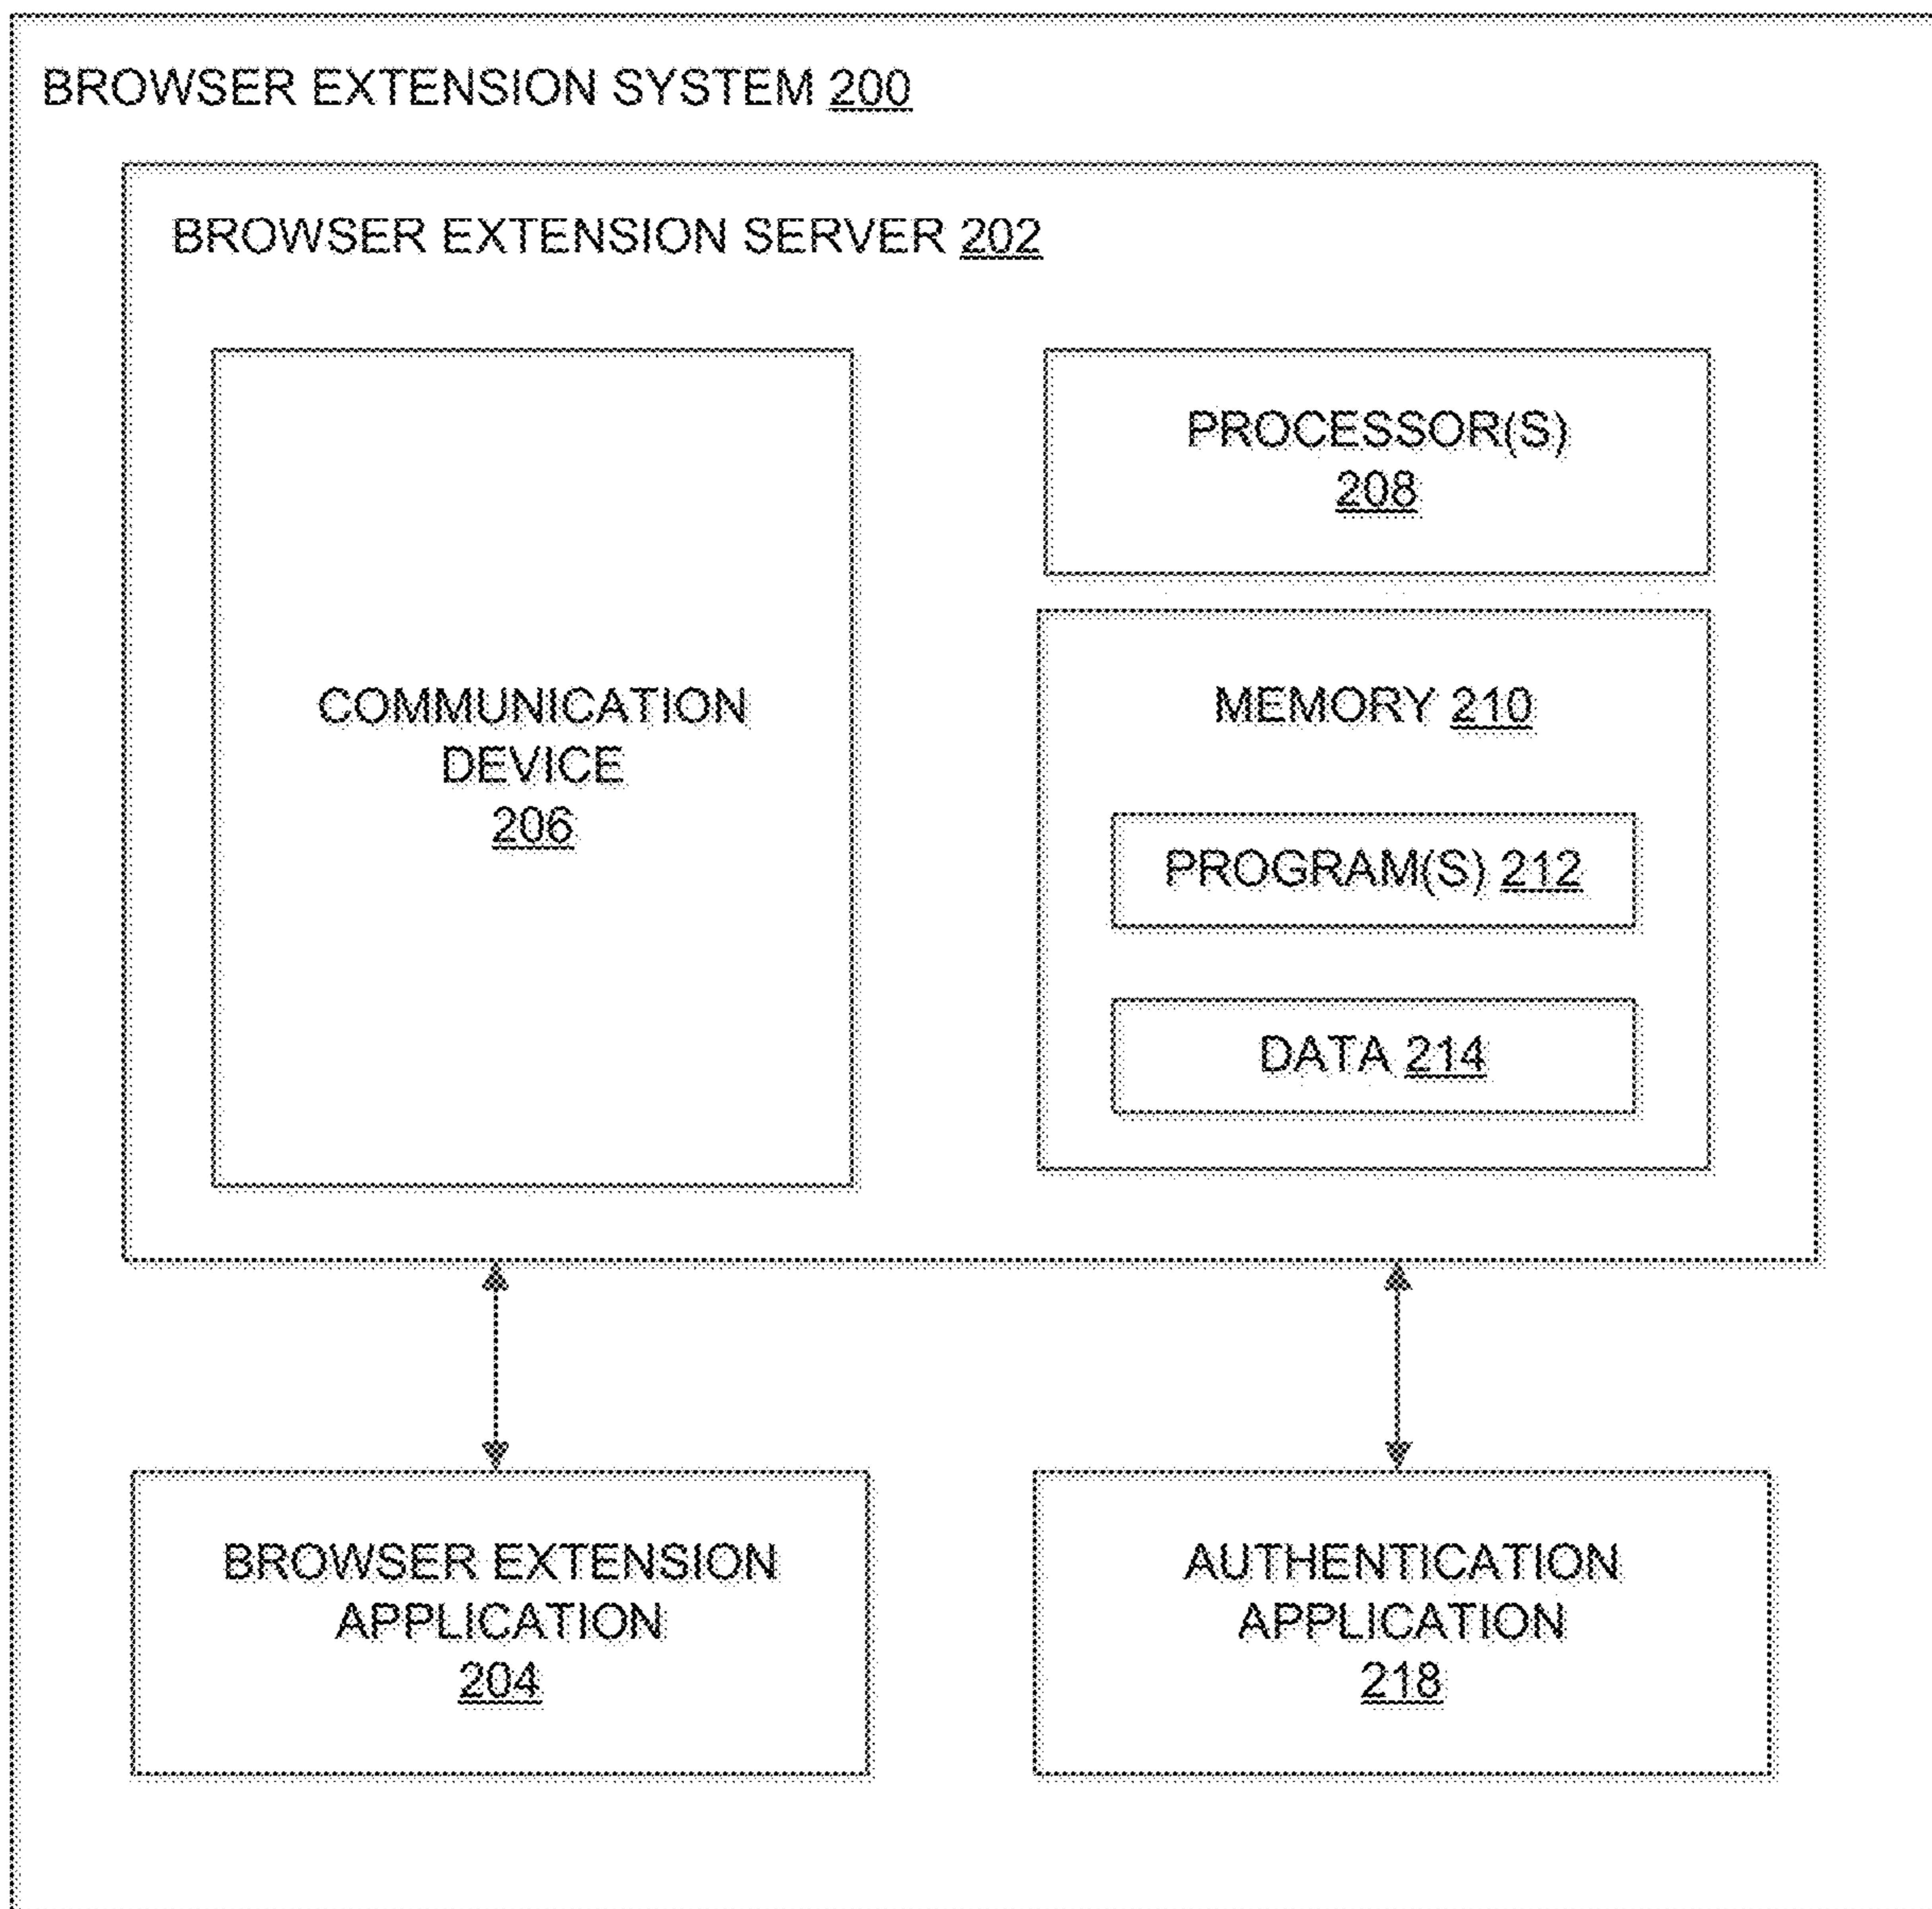 BROWSER EXTENSION SYSTEM 200
BROWSER EXTENSION SERVER 202
COMMUNICATION
DEVICE
206
PROCESSOR(S)
208
MEMORY 210
PROGRAM(S) 212
DATA 214
BROWSER EXTENSION
APPLICATION
204
AUTHENTICATION
APPLICATION
218